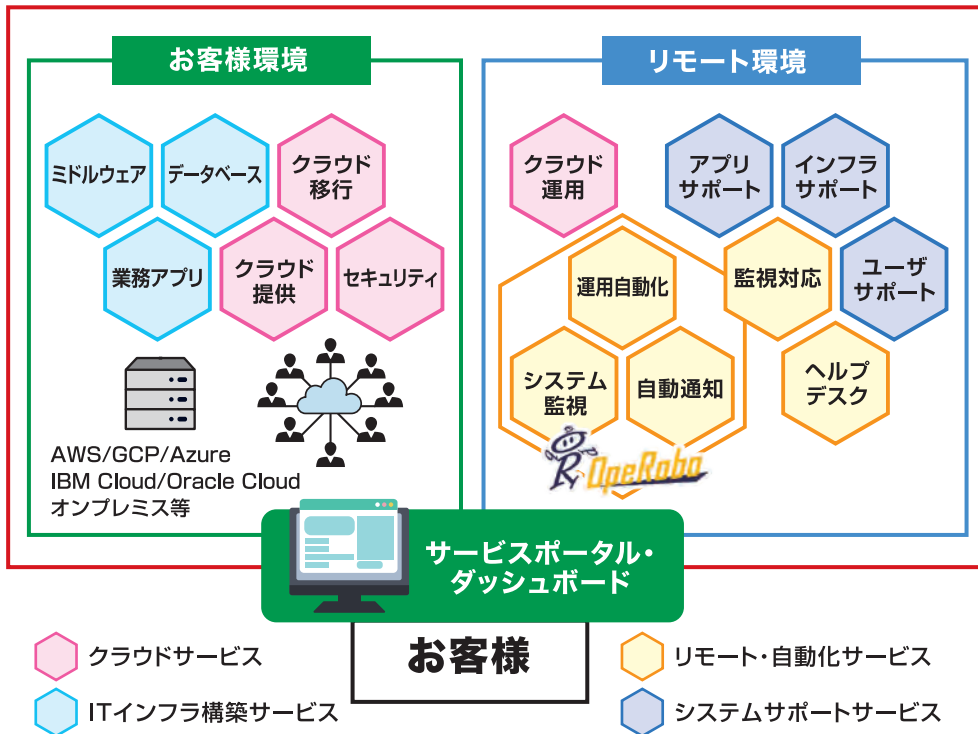 お客様環境
ミドルウェア
データベース
クラウド
移行
業務アプリ
クラウド
提供
セキュリティ
AWS/GCP/Azure
IBM Cloud/Oracle Cloud
オンプレミス等
リモート環境
クラウド
運用
アプリ
サポート
インフラ
サポート
運用自動化
監視対応
ユーザ
サポート
システム
監視
自動通知
ヘルプ
デスク
OpeRobo
サービスポータル・
ダッシュボード
お客様
クラウドサービス
ITインフラ構築サービス
リモート・自動化サービス
システムサポートサービス